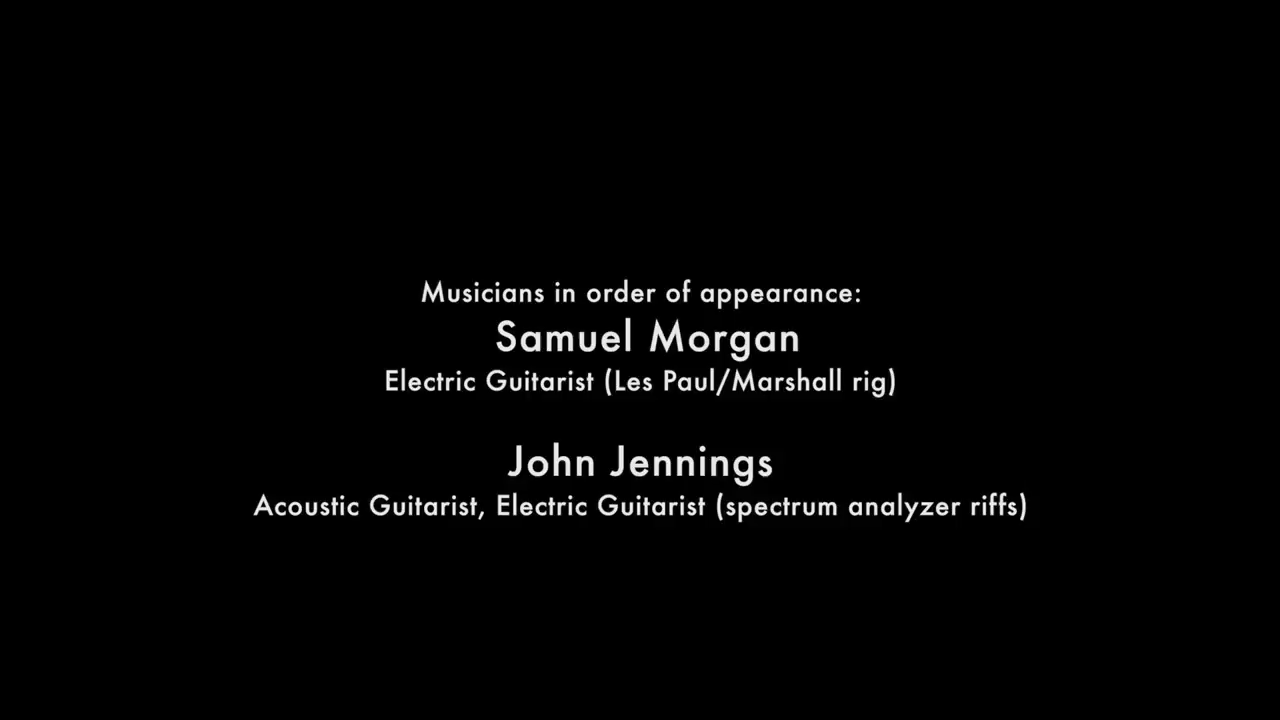 Musicians in order of appearance:
Samuel Morgan
Electric Guitarist (Les Paul/Marshall rig)
John Jennings
Acoustic Guitarist, Electric Guitarist (spectrum analyzer riffs)